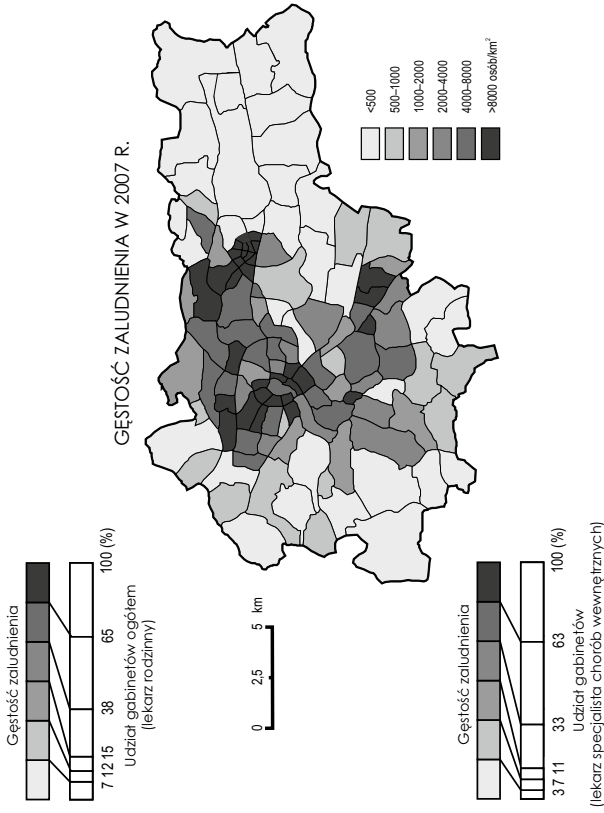 GĘSTOŚĆ ZALUDNIENIA W 2007 R.
<500
500–1000
1000–2000
2000–4000
4000–8000
>8000 osób/km²
Gęstość zaludnienia
7 12 15 38 65 100 (%)
Udział gabinetów ogółem
(lekarz rodzinny)
0 2,5 5 km
Gęstość zaludnienia
3 7 11 33 63 100 (%)
Udział gabinetów
(lekarz specjalista chorób wewnętrznych)